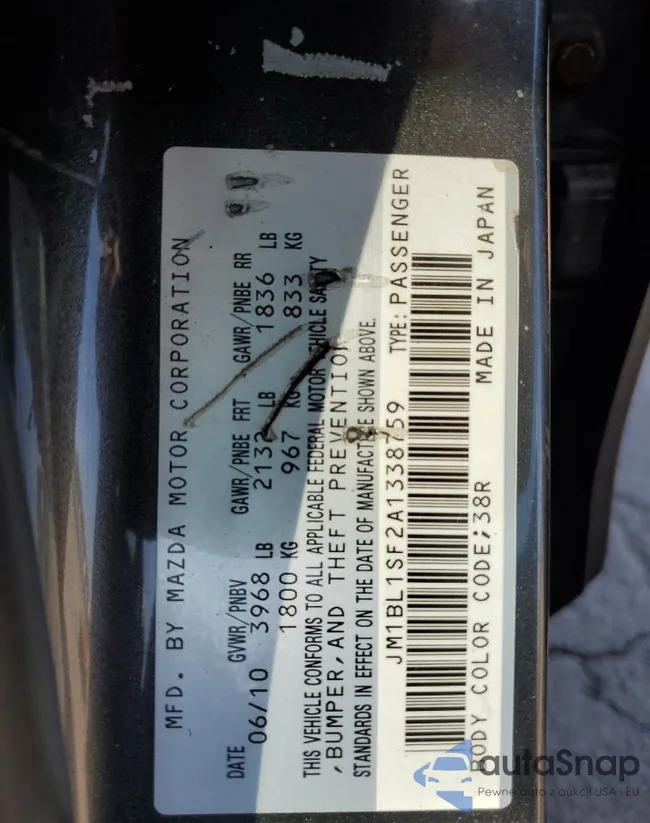 MFD. BY MAZDA MOTOR CORPORATION
DATE GVWR/PNBV GAWR/PNBE FRT GAWR/PNBE RR
06/10 3968 LB 2132 LB 1836 LB
1800 KG 967 KG 833 KG
THIS VEHICLE CONFORMS TO ALL APPLICABLE FEDERAL MOTOR VEHICLE SAFETY
, BUMPER, AND THEFT PREVENTION
STANDARDS IN EFFECT ON THE DATE OF MANUFACTURE SHOWN ABOVE.
JM1BL1SF2A1338759 TYPE: PASSENGER
BODY COLOR CODE;38R MADE IN JAPAN
autoSnap
Pewne auta z aukcji USA i EU